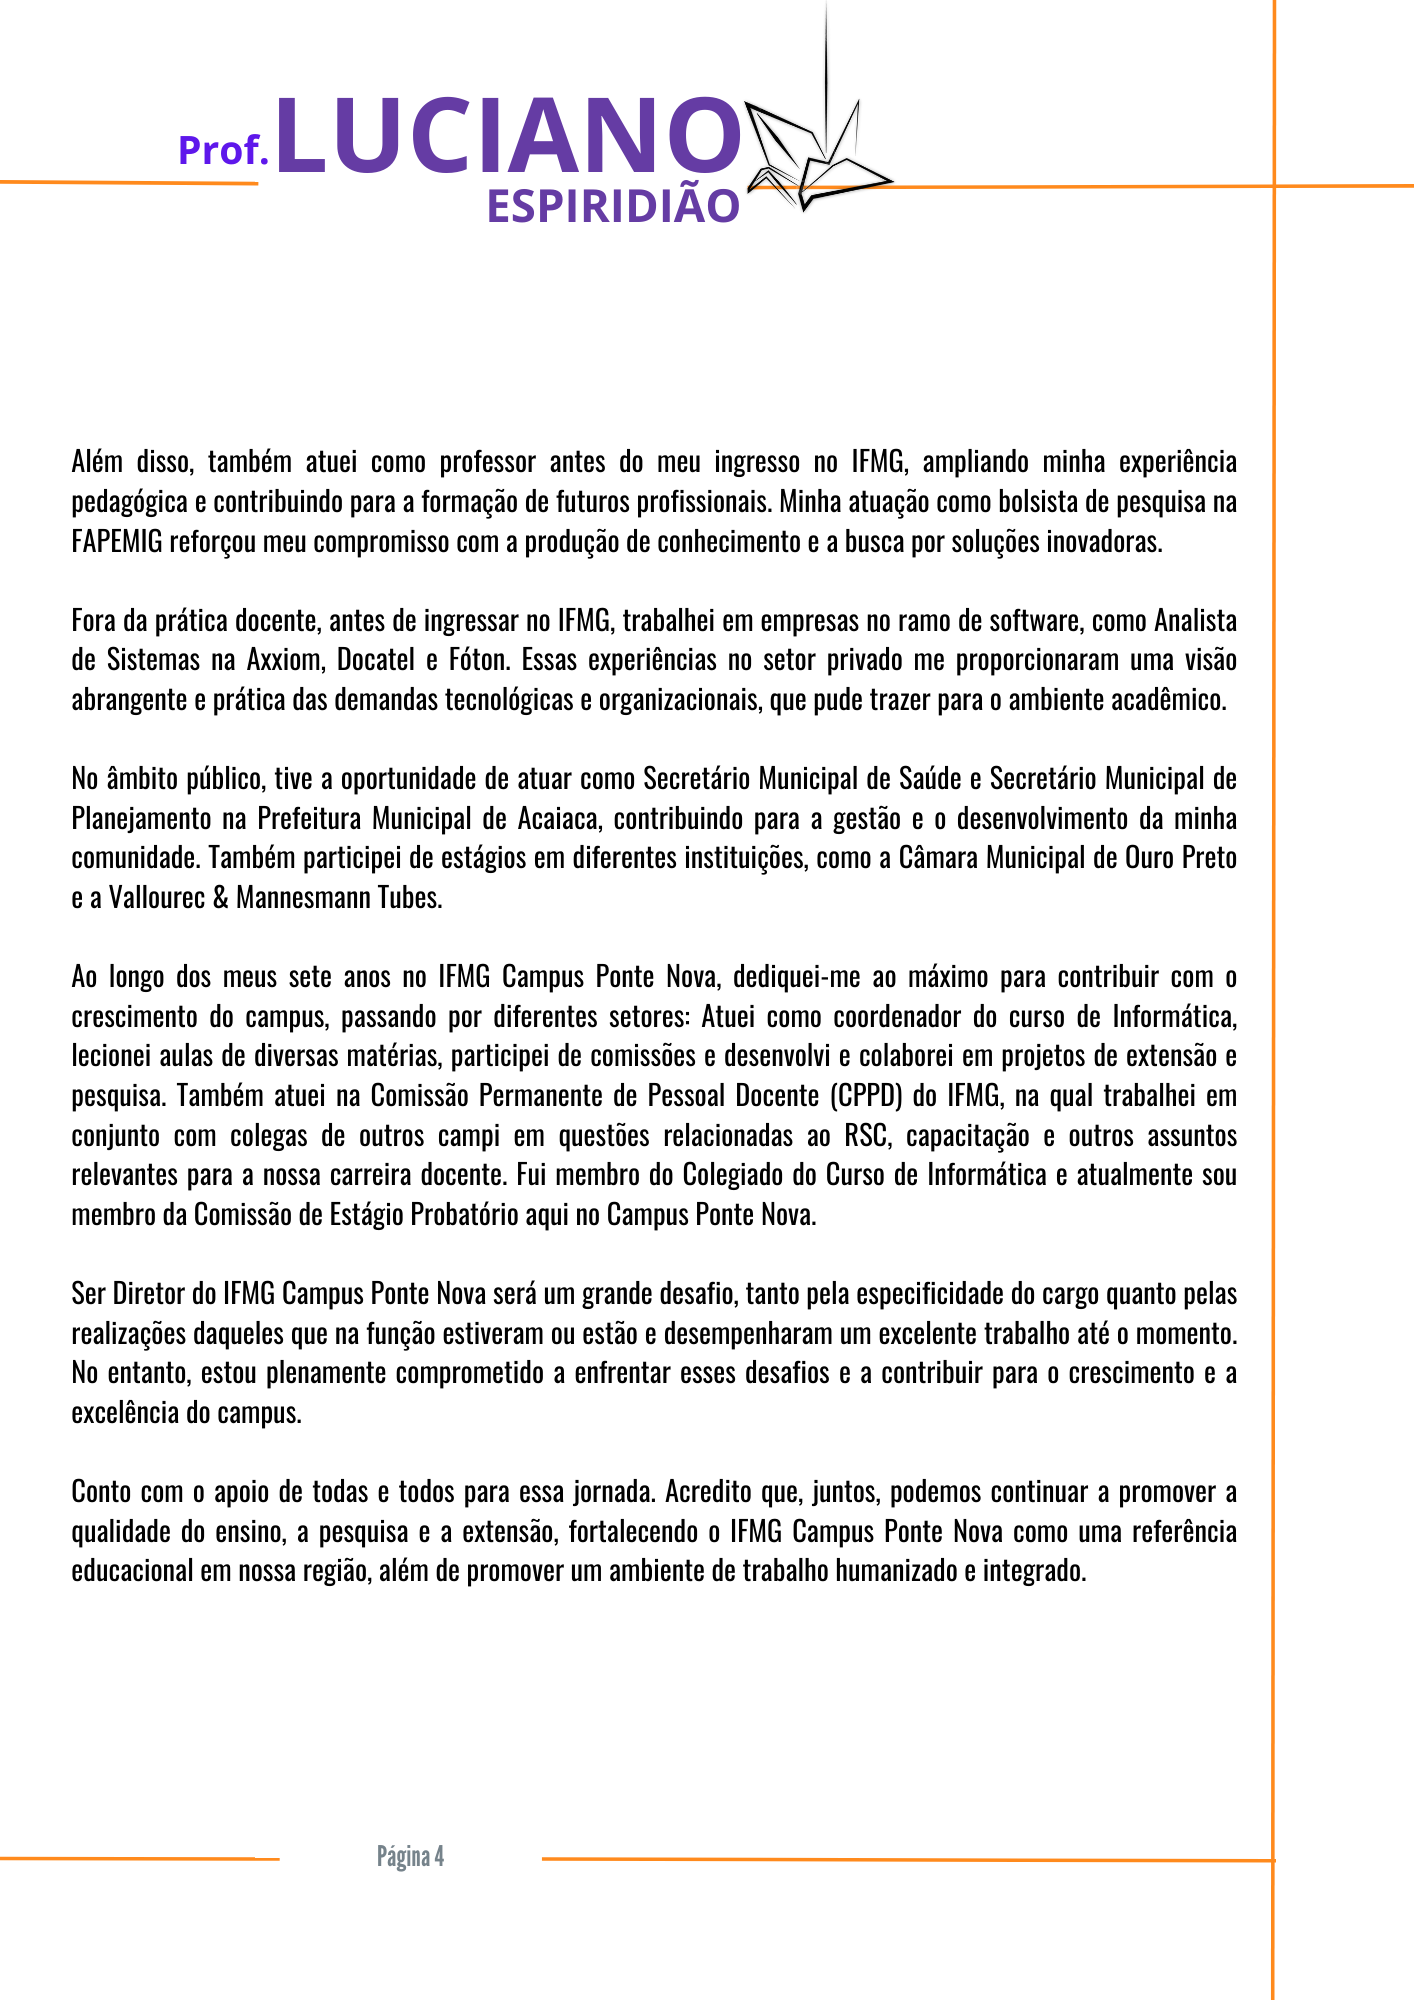 Prof. LUCIANO
ESPIRIDIÃO
Além disso, também atuei como professor antes do meu ingresso no IFMG, ampliando minha experiência
pedagógica e contribuindo para a formação de futuros profissionais. Minha atuação como bolsista de pesquisa na
FAPEMIG reforçou meu compromisso com a produção de conhecimento e a busca por soluções inovadoras.
Fora da prática docente, antes de ingressar no IFMG, trabalhei em empresas no ramo de software, como Analista
de Sistemas na Axxiom, Docatel e Fóton. Essas experiências no setor privado me proporcionaram uma visão
abrangente e prática das demandas tecnológicas e organizacionais, que pude trazer para o ambiente acadêmico.
No âmbito público, tive a oportunidade de atuar como Secretário Municipal de Saúde e Secretário Municipal de
Planejamento na Prefeitura Municipal de Acaiaca, contribuindo para a gestão e o desenvolvimento da minha
comunidade. Também participei de estágios em diferentes instituições, como a Câmara Municipal de Ouro Preto
e a Vallourec & Mannesmann Tubes.
Ao longo dos meus sete anos no IFMG Campus Ponte Nova, dediquei-me ao máximo para contribuir com o
crescimento do campus, passando por diferentes setores: Atuei como coordenador do curso de Informática,
lecionei aulas de diversas matérias, participei de comissões e desenvolvi e colaborei em projetos de extensão e
pesquisa. Também atuei na Comissão Permanente de Pessoal Docente (CPPD) do IFMG, na qual trabalhei em
conjunto com colegas de outros campi em questões relacionadas ao RSC, capacitação e outros assuntos
relevantes para a nossa carreira docente. Fui membro do Colegiado do Curso de Informática e atualmente sou
membro da Comissão de Estágio Probatório aqui no Campus Ponte Nova.
Ser Diretor do IFMG Campus Ponte Nova será um grande desafio, tanto pela especificidade do cargo quanto pelas
realizações daqueles que na função estiveram ou estão e desempenharam um excelente trabalho até o momento.
No entanto, estou plenamente comprometido a enfrentar esses desafios e a contribuir para o crescimento e a
excelência do campus.
Conto com o apoio de todas e todos para essa jornada. Acredito que, juntos, podemos continuar a promover a
qualidade do ensino, a pesquisa e a extensão, fortalecendo o IFMG Campus Ponte Nova como uma referência
educacional em nossa região, além de promover um ambiente de trabalho humanizado e integrado.
Página 4